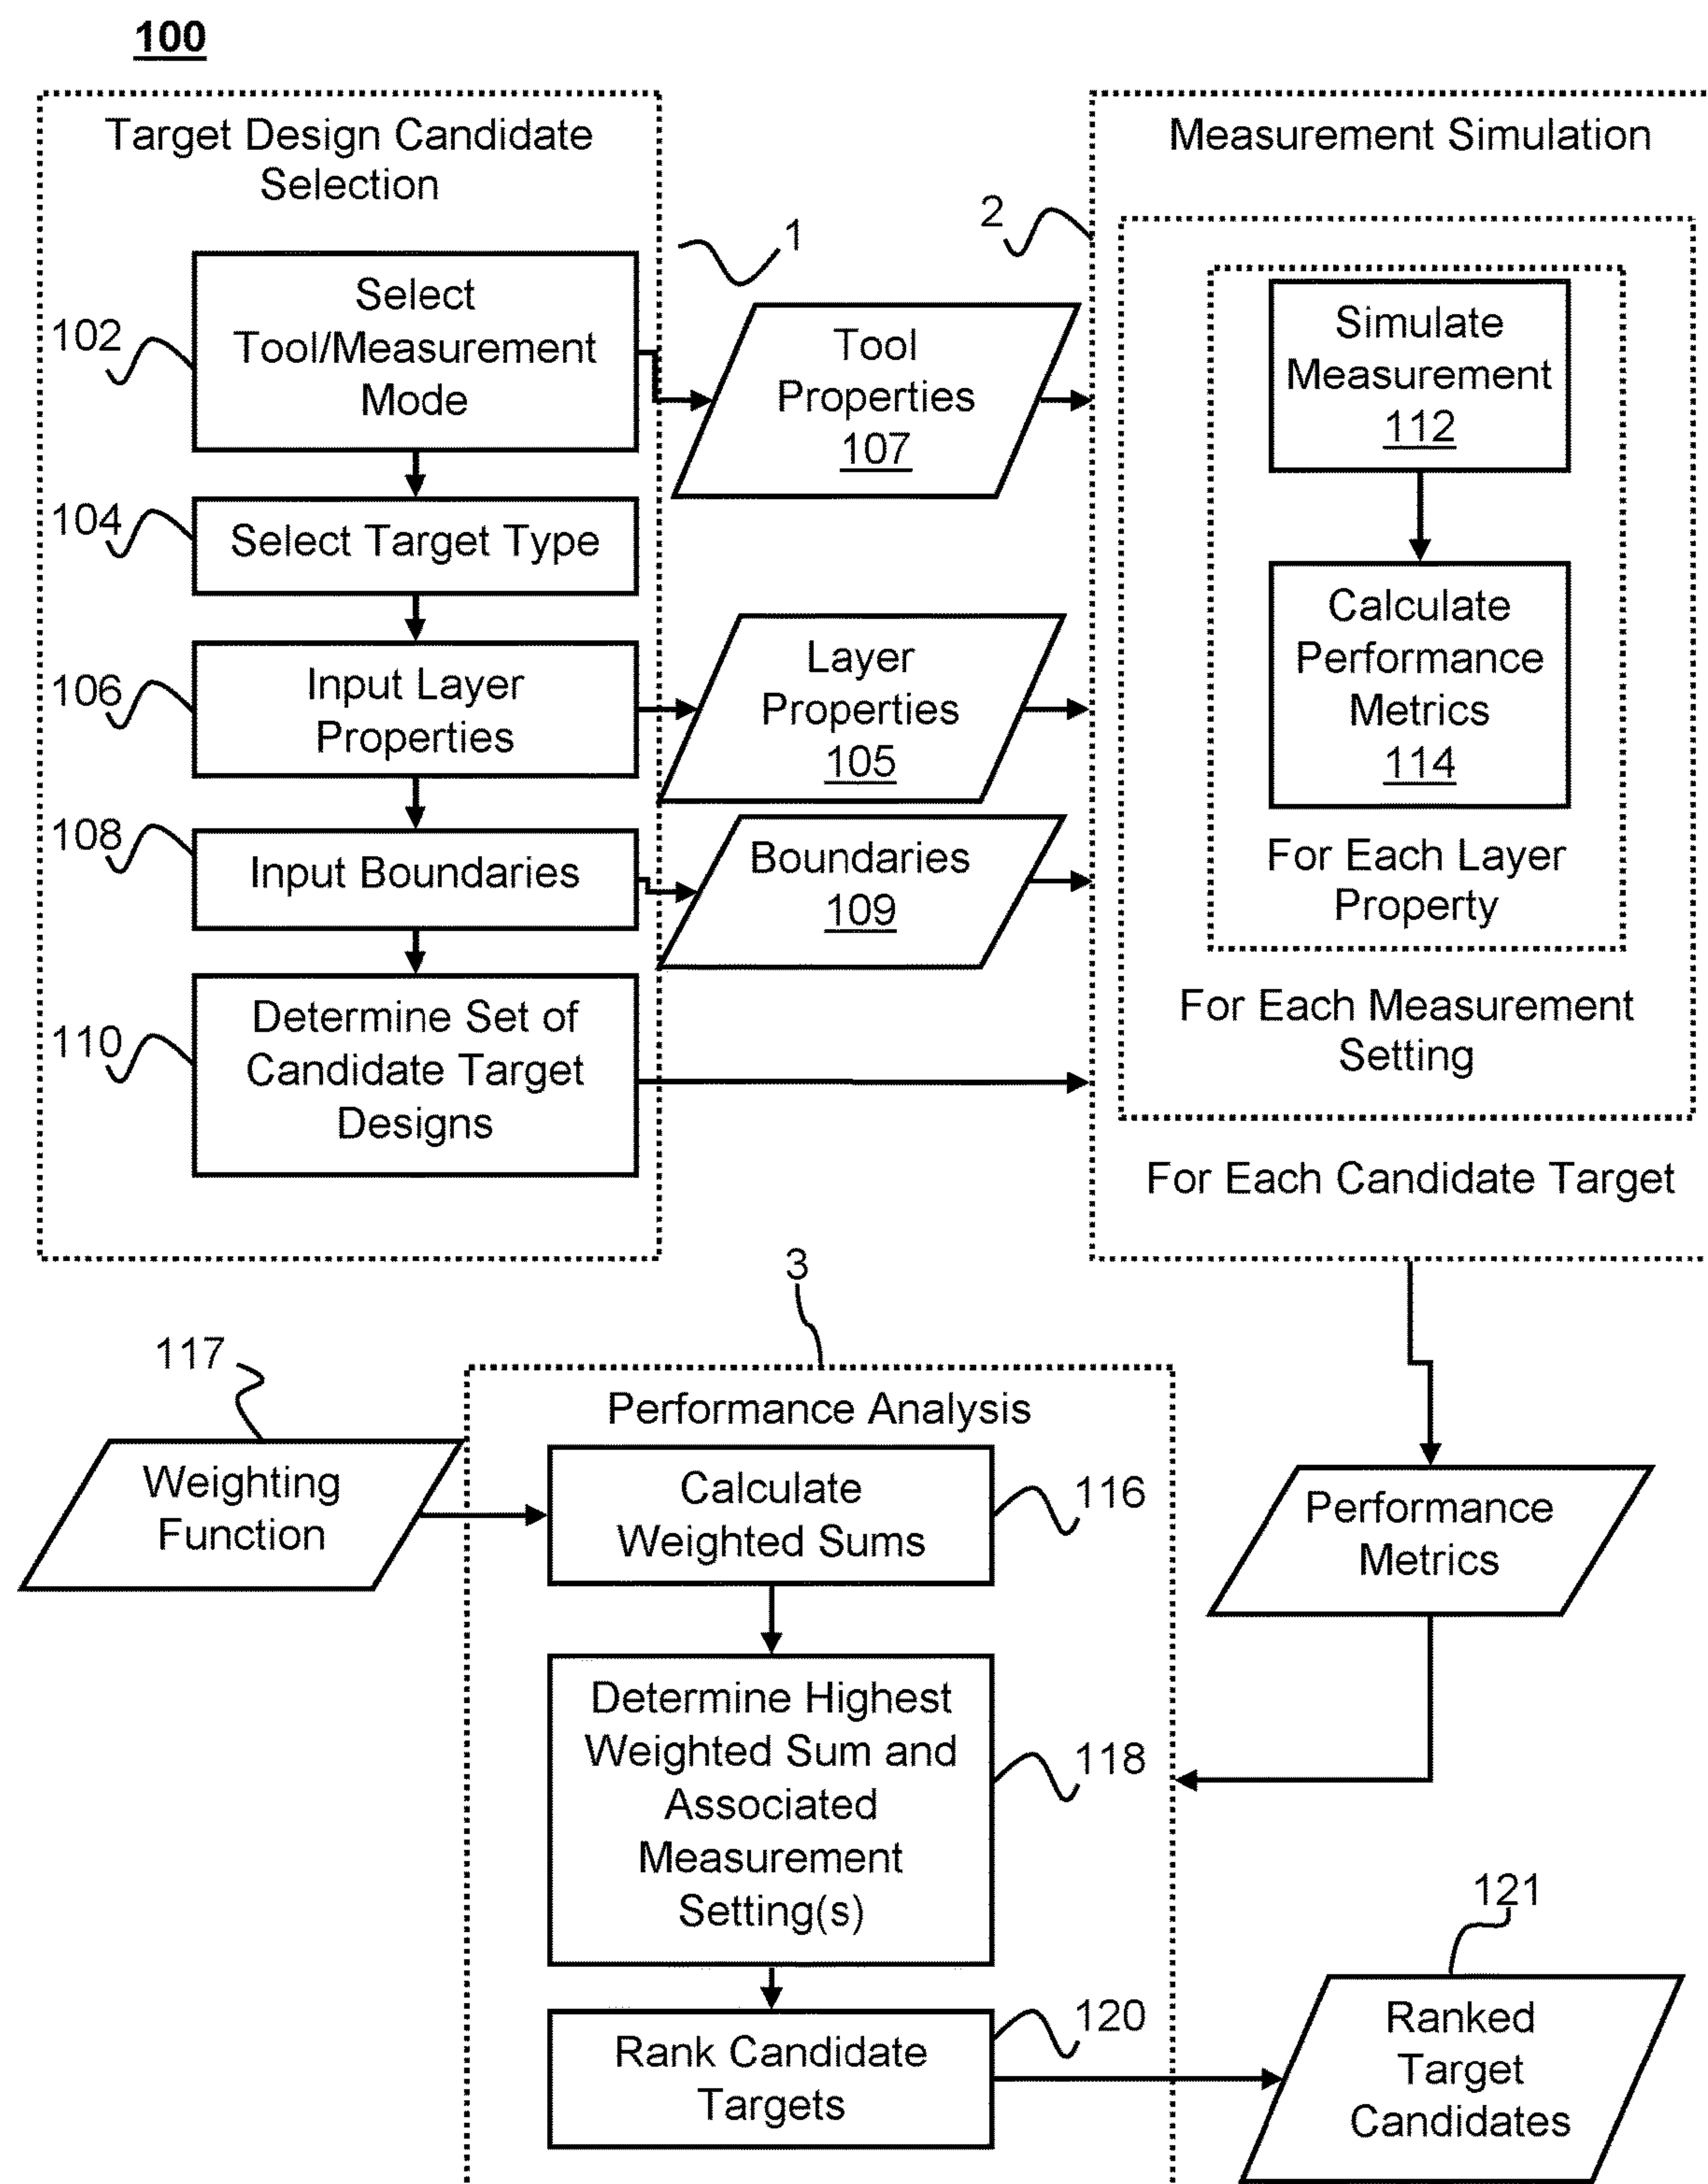 100
Target Design Candidate
Selection
1
102
Select
Tool/Measurement
Mode
104
Select Target Type
106
Input Layer
Properties
108
Input Boundaries
110
Determine Set of
Candidate Target
Designs
Tool
Properties
107
Layer
Properties
105
Boundaries
109
2
Measurement Simulation
Simulate
Measurement
112
Calculate
Performance
Metrics
114
For Each Layer
Property
For Each Measurement
Setting
For Each Candidate Target
3
117
Weighting
Function
Performance Analysis
Calculate
Weighted Sums
116
Determine Highest
Weighted Sum and
Associated
Measurement
Setting(s)
118
Rank Candidate
Targets
120
Performance
Metrics
121
Ranked
Target
Candidates